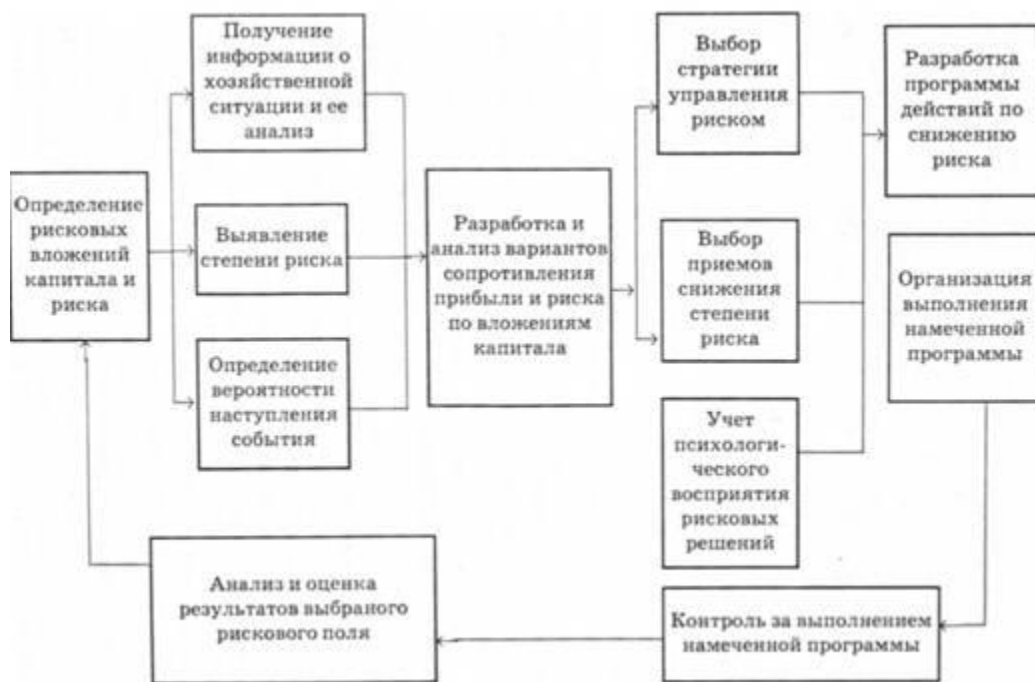 Определение
рисковых
вложений
капитала и
риска
Получение
информации о
хозяйственной
ситуации и ее
анализ
Выявление
степени риска
Определение
вероятности
наступления
события
Разработка и
анализ вариантов
сопротивления
прибыли и риска
по вложениям
капитала
Выбор
стратегии
управления
риском
Выбор
приемов
снижения
степени
риска
Учет
психологи-
ческого
восприятия
рисковых
решений
Разработка
программы
действий по
снижению
риска
Организация
выполнения
намеченной
программы
Контроль за выполнением
намеченной программы
Анализ и оценка
результатов выбраного
рискового поля